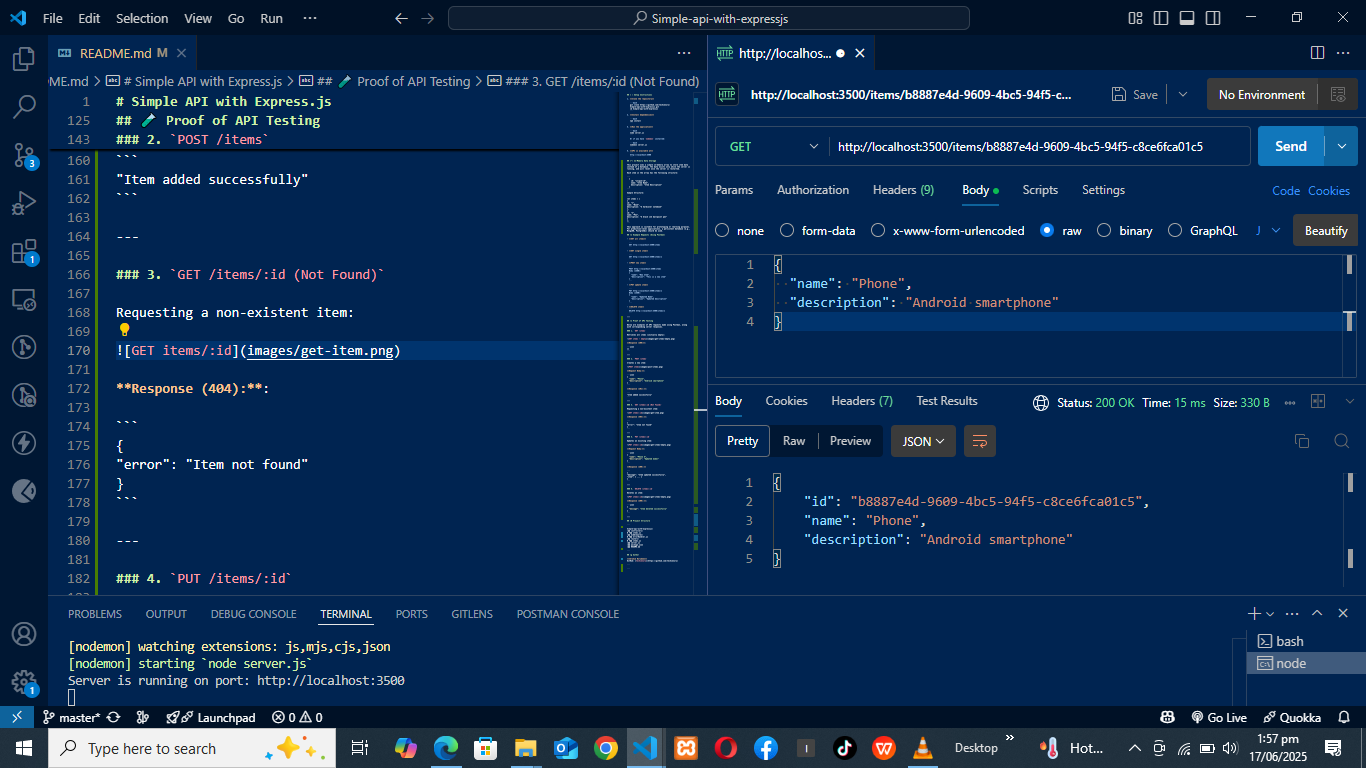 File Edit Selection View Go Run ··· Simple-api-with-expressjs
README.md M
ME.md > # Simple API with Express.js > ## 🧪 Proof of API Testing > ### 3. GET /items/:id (Not Found)
1 # Simple API with Express.js
125 ## 🧪 Proof of API Testing
143 ### 2. `POST /items`
160 ```
161 "Item added successfully"
162 ```
163
164 ---
165
166 ### 3. `GET /items/:id (Not Found)`
167
168 Requesting a non-existent item:
169
170 ![GET items/:id](images/get-item.png)
171
172 **Response (404):**:
173
174 ```
175 {
176 "error": "Item not found"
177 }
178 ```
179
180 ---
181
182 ### 4. `PUT /items/:id`
HTTP http://localhos...
HTTP http://localhost:3500/items/b8887e4d-9609-4bc5-94f5-c... Save No Environment
GET http://localhost:3500/items/b8887e4d-9609-4bc5-94f5-c8ce6fca01c5 Send
Params Authorization Headers (9) Body Scripts Settings Code Cookies
none form-data x-www-form-urlencoded raw binary GraphQL J Beautify
1 {
2 "name": "Phone",
3 "description": "Android smartphone"
4 }
Body Cookies Headers (7) Test Results Status: 200 OK Time: 15 ms Size: 330 B
Pretty Raw Preview JSON
1 {
2 "id": "b8887e4d-9609-4bc5-94f5-c8ce6fca01c5",
3 "name": "Phone",
4 "description": "Android smartphone"
5 }
PROBLEMS OUTPUT DEBUG CONSOLE TERMINAL PORTS GITLENS POSTMAN CONSOLE
[nodemon] watching extensions: js,mjs,cjs,json
[nodemon] starting `node server.js`
Server is running on port: http://localhost:3500
bash
node
3
1
1
master* Launchpad 0 0 Go Live Quokka
Type here to search Desktop » Hot... 1:57 pm
17/06/2025